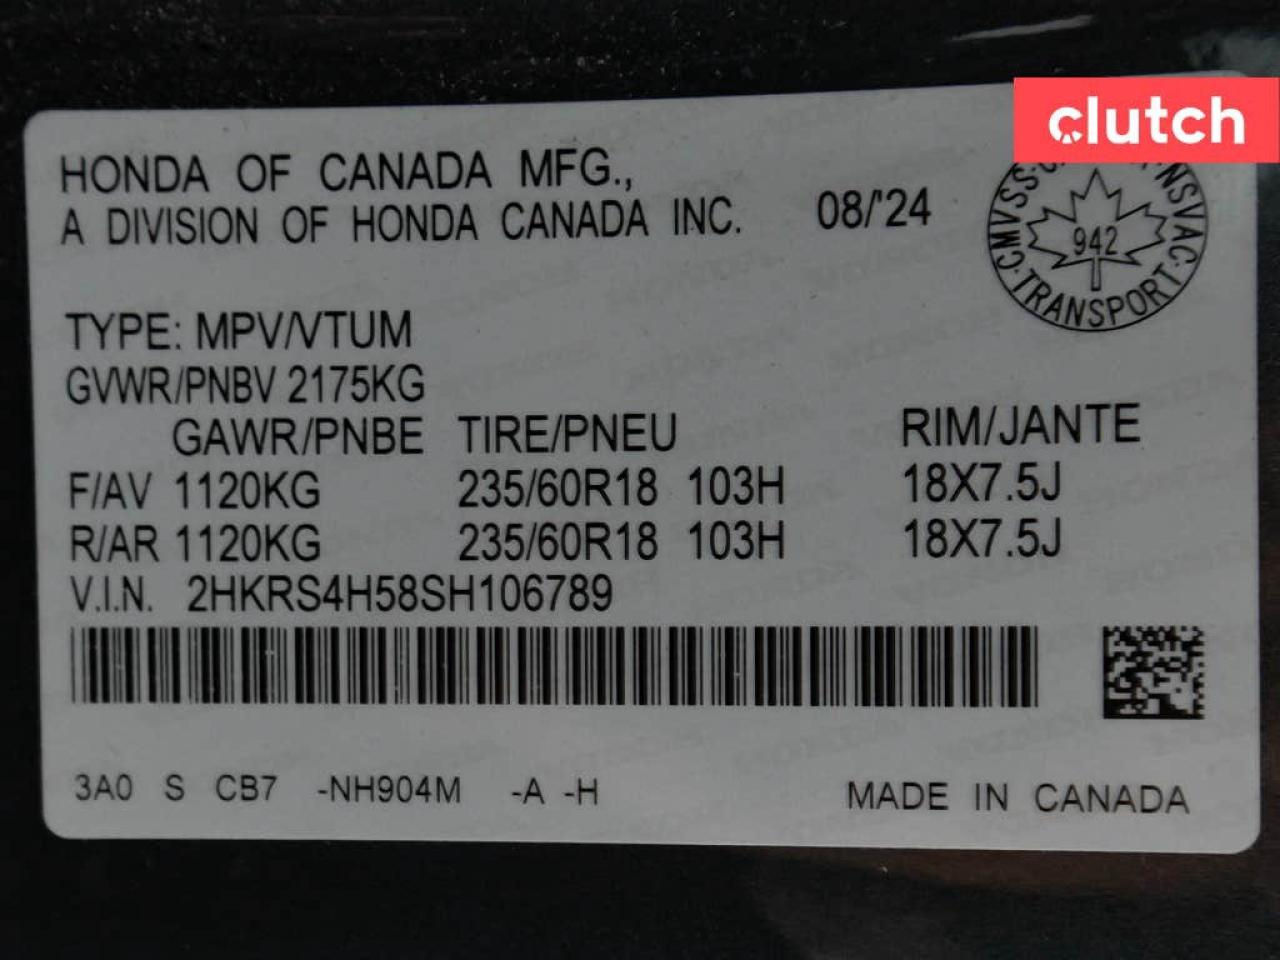 clutch
HONDA OF CANADA MFG.,
A DIVISION OF HONDA CANADA INC. 08/'24
CMVSS
NSVAC
942
TRANSPORT
TYPE: MPV/VTUM
GVWR/PNBV 2175KG
GAWR/PNBE TIRE/PNEU RIM/JANTE
F/AV 1120KG 235/60R18 103H 18X7.5J
R/AR 1120KG 235/60R18 103H 18X7.5J
V.I.N. 2HKRS4H58SH106789
3A0 S CB7 -NH904M -A -H MADE IN CANADA